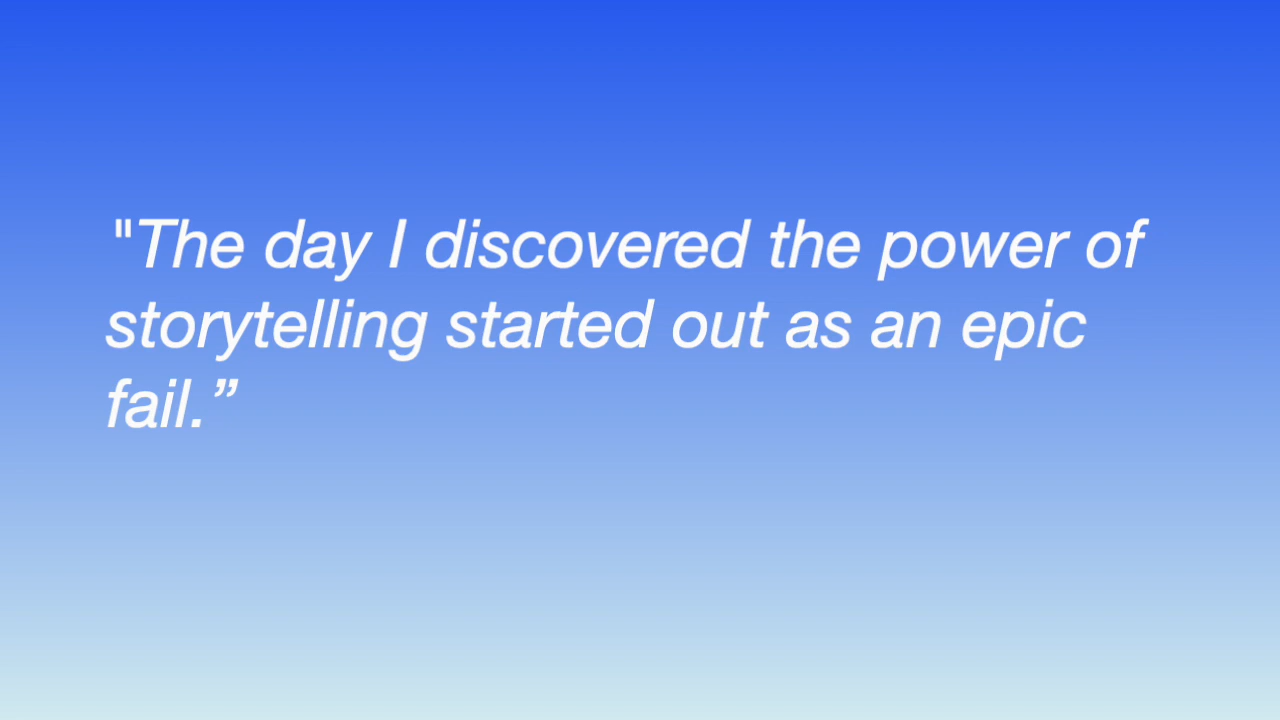 "The day I discovered the power of
storytelling started out as an epic
fail.”